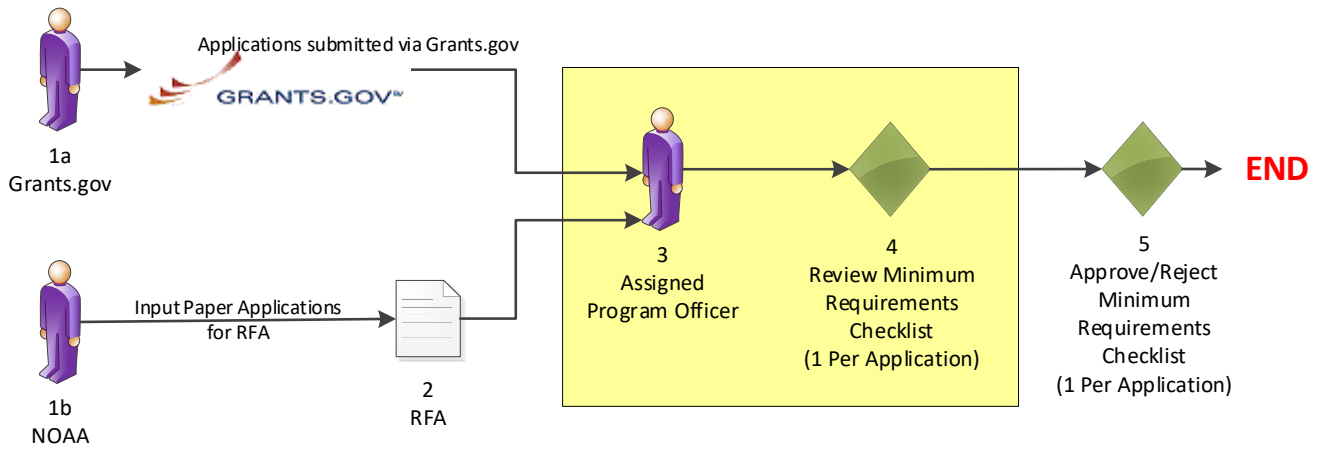 Applications submitted via Grants.gov
GRANTS.GOV℠
1a
Grants.gov
Input Paper Applications
for RFA
1b
NOAA
2
RFA
3
Assigned
Program Officer
4
Review Minimum
Requirements
Checklist
(1 Per Application)
5
Approve/Reject
Minimum
Requirements
Checklist
(1 Per Application)
END